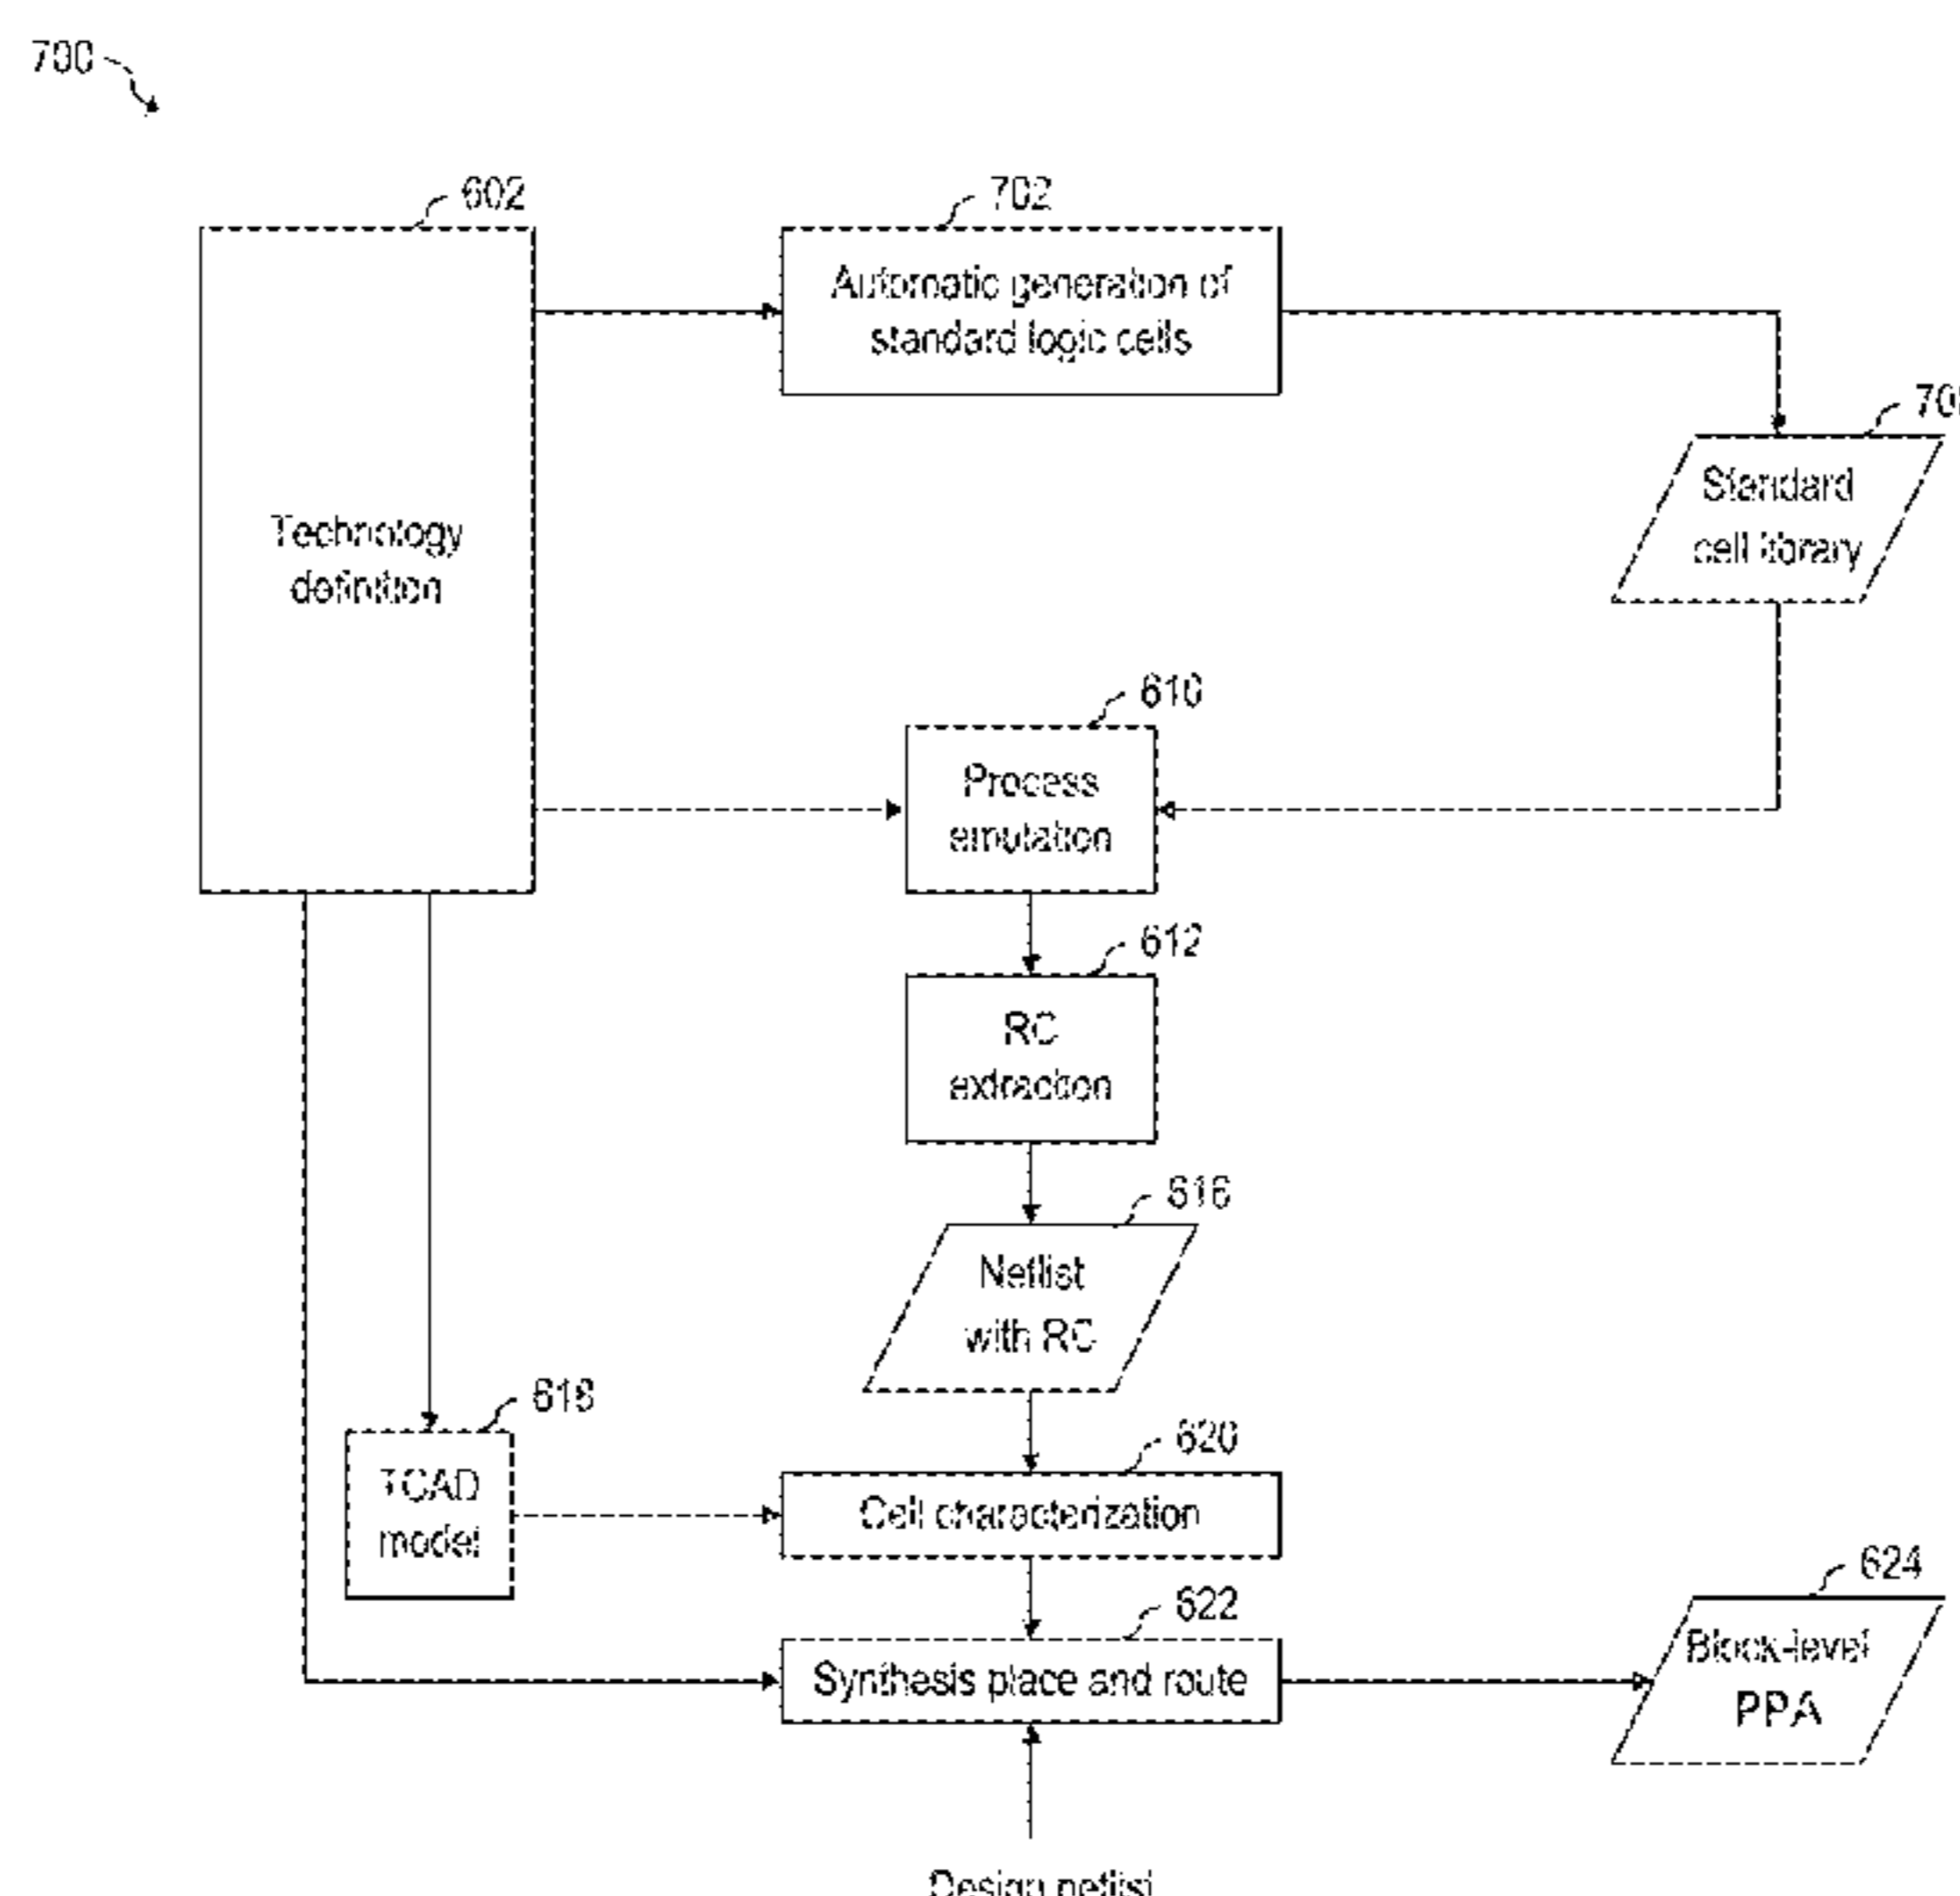 700
602
702
Automatic generation of
standard logic cells
Standard
cell library
Technology
definition
610
Process
emulation
612
RC
extraction
616
Netlist
with RC
618
TCAD
model
620
Cell characterization
622
Synthesis place and route
624
Block-level
PPA
Design netlist